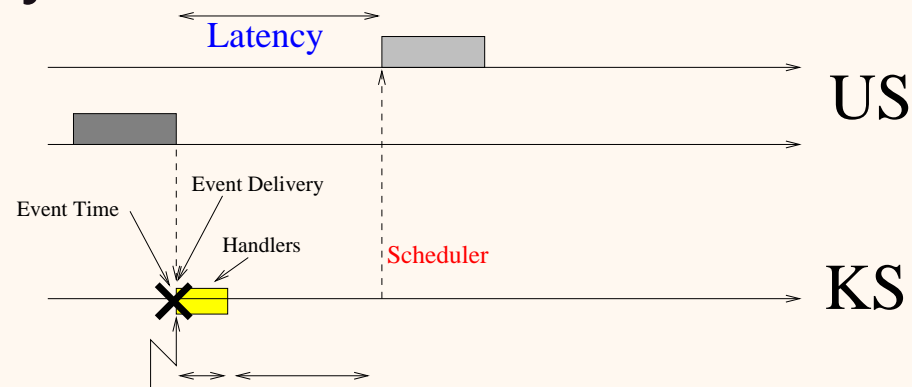 Latency
US
Event Delivery
Event Time
Handlers
Scheduler
KS